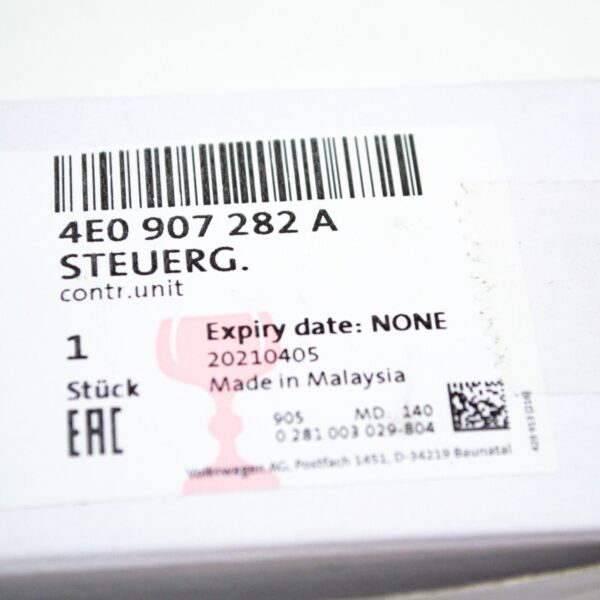 4E0 907 282 A
STEUERG.
contr.unit
1
Stück
EAC
Expiry date: NONE
20210405
Made in Malaysia
905 MD 140
0 281 003 029-804
Volkswagen AG, Postfach 1451, D-34219 Baunatal